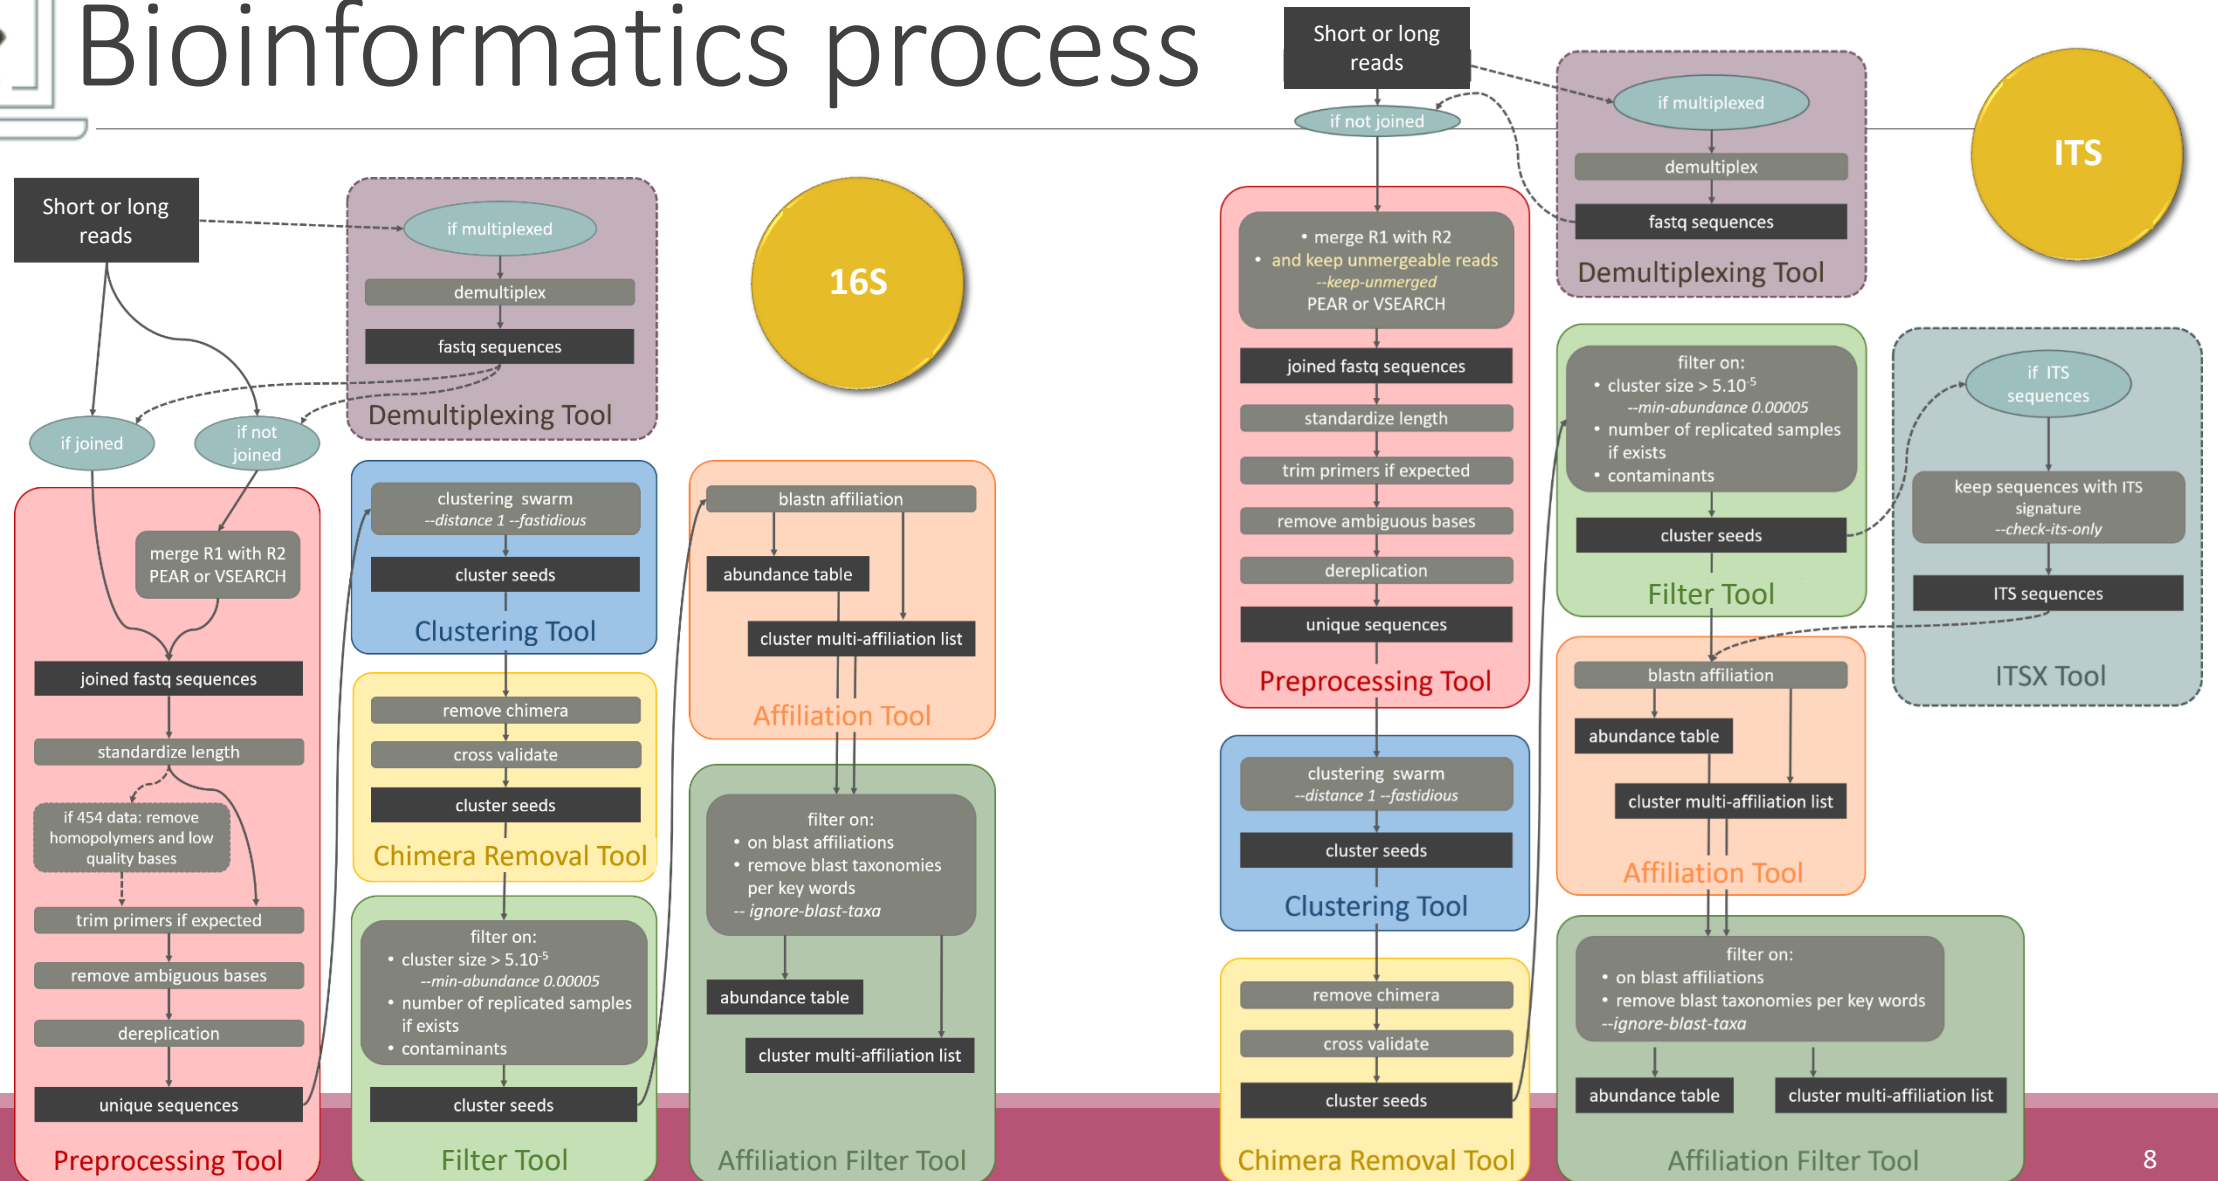 Bioinformatics process
Short or long
reads
if multiplexed
demultiplex
fastq sequences
Demultiplexing Tool
16S
if joined
if not
joined
merge R1 with R2
PEAR or VSEARCH
joined fastq sequences
standardize length
if 454 data: remove
homopolymers and low
quality bases
trim primers if expected
remove ambiguous bases
dereplication
unique sequences
Preprocessing Tool
clustering swarm
--distance 1 --fastidious
cluster seeds
Clustering Tool
remove chimera
cross validate
cluster seeds
Chimera Removal Tool
filter on:
• cluster size > 5.10⁻⁵
--min-abundance 0.00005
• number of replicated samples
if exists
• contaminants
cluster seeds
Filter Tool
blastn affiliation
abundance table
cluster multi-affiliation list
Affiliation Tool
filter on:
• on blast affiliations
• remove blast taxonomies
per key words
-- ignore-blast-taxa
abundance table
cluster multi-affiliation list
Affiliation Filter Tool
Short or long
reads
if not joined
if multiplexed
demultiplex
fastq sequences
Demultiplexing Tool
ITS
• merge R1 with R2
• and keep unmergeable reads
--keep-unmerged
PEAR or VSEARCH
joined fastq sequences
standardize length
trim primers if expected
remove ambiguous bases
dereplication
unique sequences
Preprocessing Tool
clustering swarm
--distance 1 --fastidious
cluster seeds
Clustering Tool
remove chimera
cross validate
cluster seeds
Chimera Removal Tool
filter on:
• cluster size > 5.10⁻⁵
--min-abundance 0.00005
• number of replicated samples
if exists
• contaminants
cluster seeds
Filter Tool
if ITS
sequences
keep sequences with ITS
signature
--check-its-only
ITS sequences
ITSX Tool
blastn affiliation
abundance table
cluster multi-affiliation list
Affiliation Tool
filter on:
• on blast affiliations
• remove blast taxonomies per key words
--ignore-blast-taxa
abundance table
cluster multi-affiliation list
Affiliation Filter Tool
8